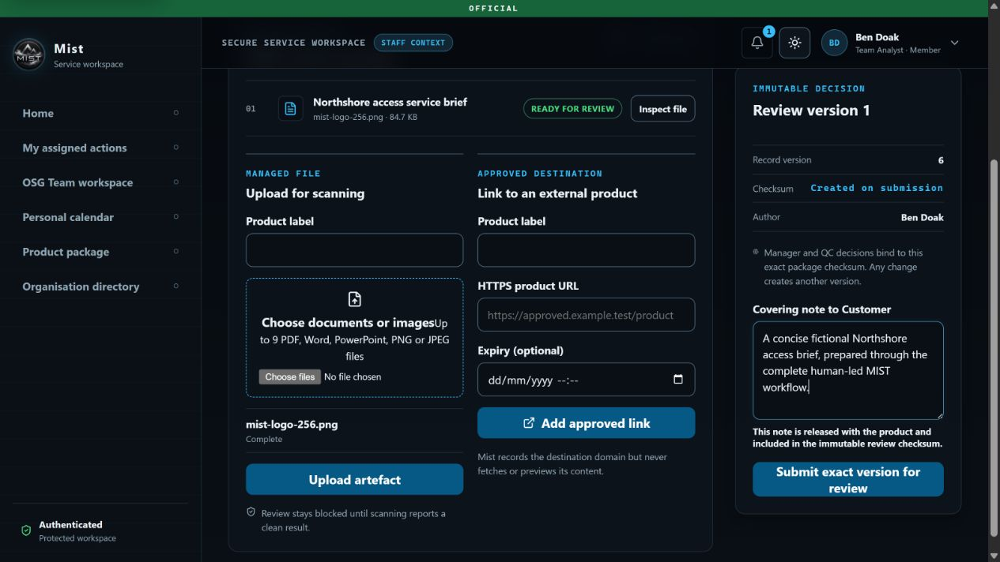 OFFICIAL
MIST
Mist
Service workspace
SECURE SERVICE WORKSPACE
STAFF CONTEXT
1
BD
Ben Doak
Team Analyst · Member
Home
My assigned actions
OSG Team workspace
Personal calendar
Product package
Organisation directory
Authenticated
Protected workspace
01
Northshore access service brief
mist-logo-256.png · 84.7 KB
READY FOR REVIEW
Inspect file
MANAGED FILE
Upload for scanning
Product label
Choose documents or imagesUp
to 9 PDF, Word, PowerPoint, PNG or JPEG
files
Choose files No file chosen
mist-logo-256.png
Complete
Upload artefact
Review stays blocked until scanning reports a
clean result.
APPROVED DESTINATION
Link to an external product
Product label
HTTPS product URL
https://approved.example.test/product
Expiry (optional)
dd/mm/yyyy --:--
Add approved link
Mist records the destination domain but never
fetches or previews its content.
IMMUTABLE DECISION
Review version 1
Record version 6
Checksum Created on submission
Author Ben Doak
Manager and QC decisions bind to this
exact package checksum. Any change
creates another version.
Covering note to Customer
A concise fictional Northshore
access brief, prepared through the
complete human-led MIST
workflow.
This note is released with the product and
included in the immutable review checksum.
Submit exact version for
review